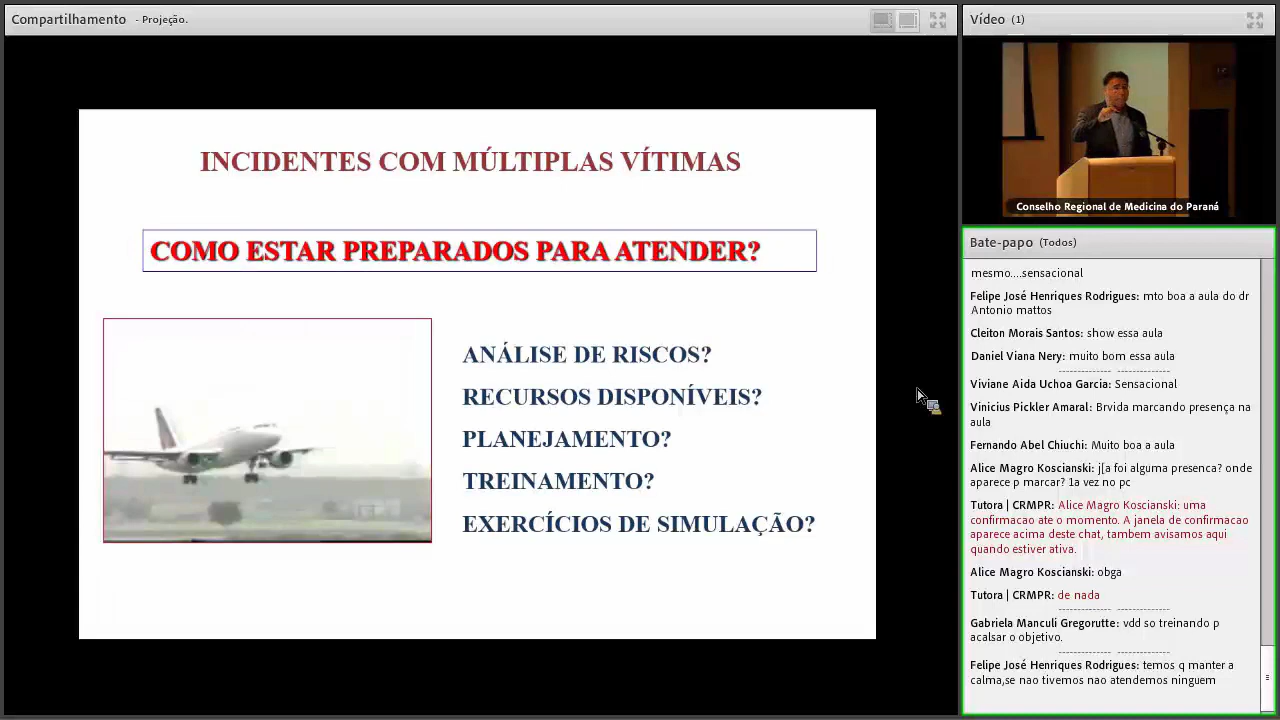 Compartilhamento - Projeção.
INCIDENTES COM MÚLTIPLAS VÍTIMAS
COMO ESTAR PREPARADOS PARA ATENDER?
ANÁLISE DE RISCOS?
RECURSOS DISPONÍVEIS?
PLANEJAMENTO?
TREINAMENTO?
EXERCÍCIOS DE SIMULAÇÃO?
Vídeo (1)
Conselho Regional de Medicina do Paraná
Bate-papo (Todos)
mesmo....sensacional
Felipe José Henriques Rodrigues: mto boa a aula do dr
Antonio mattos
Cleiton Morais Santos: show essa aula
Daniel Viana Nery: muito bom essa aula
------------- -------------
Viviane Aida Uchoa Garcia: Sensacional
Vinicius Pickler Amaral: Brvida marcando presença na
aula
Fernando Abel Chiuchi: Muito boa a aula
Alice Magro Koscianski: j[a foi alguma presenca? onde
aparece p marcar? 1a vez no pc
Tutora | CRMPR: Alice Magro Koscianski: uma
confirmacao ate o momento. A janela de confirmacao
aparece acima deste chat, tambem avisamos aqui
quando estiver ativa.
Alice Magro Koscianski: obga
Tutora | CRMPR: de nada
------------- -------------
Gabriela Manculi Gregorutte: vdd so treinando p
acalsar o objetivo.
------------- -------------
Felipe José Henriques Rodrigues: temos q manter a
calma,se nao tivemos nao atendemos ninguem